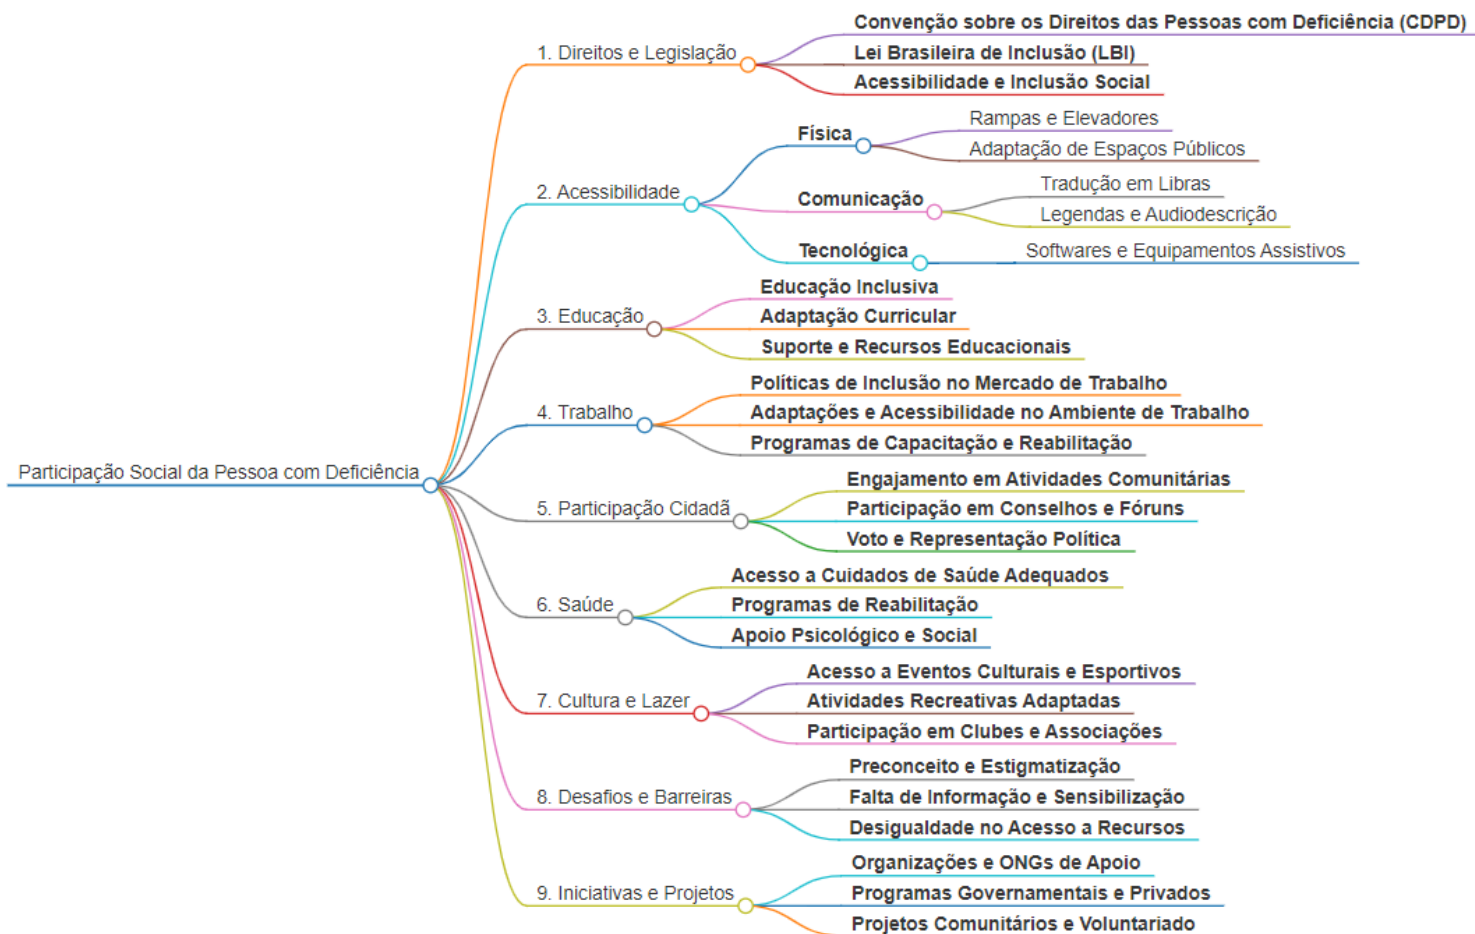 Participação Social da Pessoa com Deficiência
1. Direitos e Legislação
Convenção sobre os Direitos das Pessoas com Deficiência (CDPD)
Lei Brasileira de Inclusão (LBI)
Acessibilidade e Inclusão Social
2. Acessibilidade
Física
Rampas e Elevadores
Adaptação de Espaços Públicos
Comunicação
Tradução em Libras
Legendas e Audiodescrição
Tecnológica
Softwares e Equipamentos Assistivos
3. Educação
Educação Inclusiva
Adaptação Curricular
Suporte e Recursos Educacionais
4. Trabalho
Políticas de Inclusão no Mercado de Trabalho
Adaptações e Acessibilidade no Ambiente de Trabalho
Programas de Capacitação e Reabilitação
5. Participação Cidadã
Engajamento em Atividades Comunitárias
Participação em Conselhos e Fóruns
Voto e Representação Política
6. Saúde
Acesso a Cuidados de Saúde Adequados
Programas de Reabilitação
Apoio Psicológico e Social
7. Cultura e Lazer
Acesso a Eventos Culturais e Esportivos
Atividades Recreativas Adaptadas
Participação em Clubes e Associações
8. Desafios e Barreiras
Preconceito e Estigmatização
Falta de Informação e Sensibilização
Desigualdade no Acesso a Recursos
9. Iniciativas e Projetos
Organizações e ONGs de Apoio
Programas Governamentais e Privados
Projetos Comunitários e Voluntariado